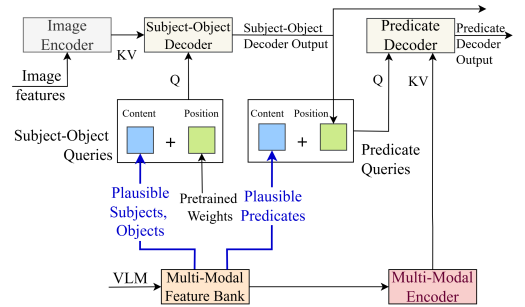 Image
Encoder
KV
Subject-Object
Decoder
Subject-Object
Decoder Output
Predicate
Decoder
Predicate
Decoder
Output
Image
features
Q
Q
KV
Content
Position
+
Content
Position
+
Subject-Object
Queries
Predicate
Queries
Plausible
Subjects,
Objects
Pretrained
Weights
Plausible
Predicates
VLM
Multi-Modal
Feature Bank
Multi-Modal
Encoder